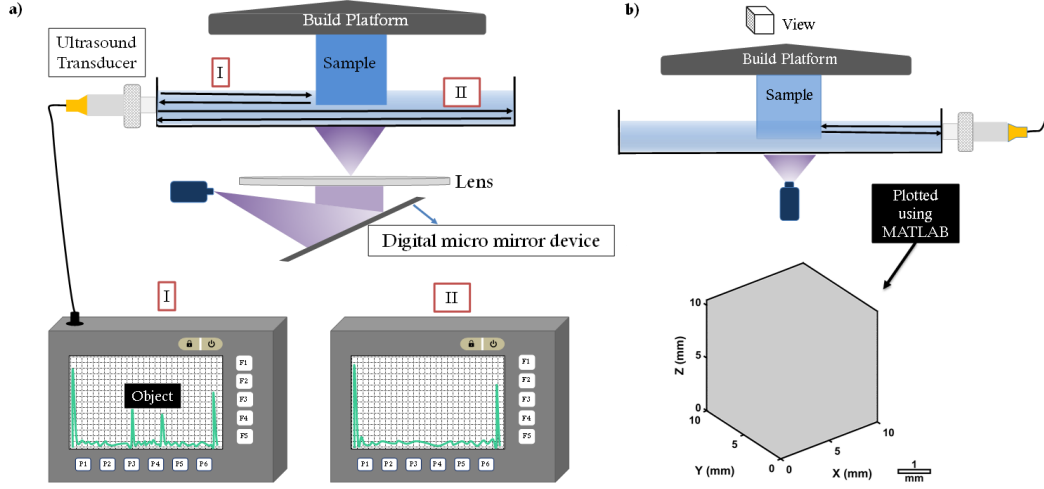 a)
Build Platform
Ultrasound
Transducer
Sample
I
II
Lens
Digital micro mirror device
I
II
Object
F1
F2
F3
F4
F5
P1 P2 P3 P4 P5 P6
F1
F2
F3
F4
F5
P1 P2 P3 P4 P5 P6
b)
View
Build Platform
Sample
Plotted
using
MATLAB
Z (mm)
10
5
0
10
5
0
Y (mm)
0
5
10
X (mm)
1
mm